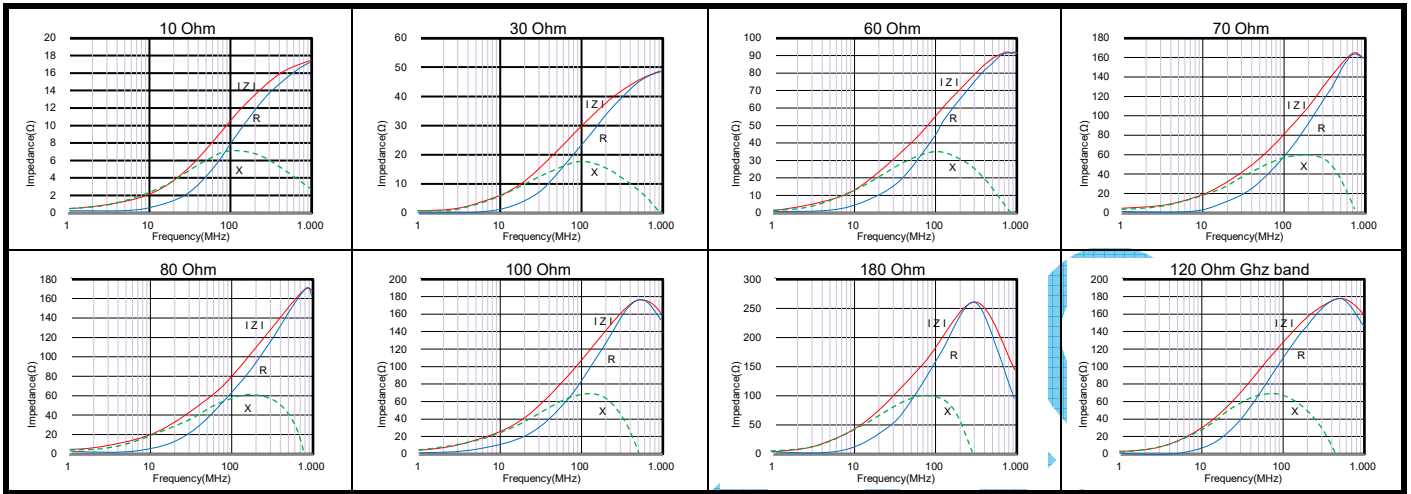 10 Ohm
20
18
16
14
12
10
8
6
4
2
0
Impedance(Ω)
I Z I
R
X
1 10 100 1.000
Frequency(MHz)
30 Ohm
60
50
40
30
20
10
0
Impedance(Ω)
I Z I
R
X
1 10 100 1.000
Frequency(MHz)
60 Ohm
100
90
80
70
60
50
40
30
20
10
0
Impedance(Ω)
I Z I
R
X
1 10 100 1.000
Frequency(MHz)
70 Ohm
180
160
140
120
100
80
60
40
20
0
Impedance(Ω)
I Z I
R
X
1 10 100 1.000
Frequency(MHz)
80 Ohm
180
160
140
120
100
80
60
40
20
0
Impedance(Ω)
I Z I
R
X
1 10 100 1.000
Frequency(MHz)
100 Ohm
200
180
160
140
120
100
80
60
40
20
0
Impedance(Ω)
I Z I
R
X
1 10 100 1.000
Frequency(MHz)
180 Ohm
300
250
200
150
100
50
0
Impedance(Ω)
I Z I
R
X
1 10 100 1.000
Frequency(MHz)
120 Ohm Ghz band
200
180
160
140
120
100
80
60
40
20
0
Impedance(Ω)
I Z I
R
X
1 10 100 1.000
Frequency(MHz)